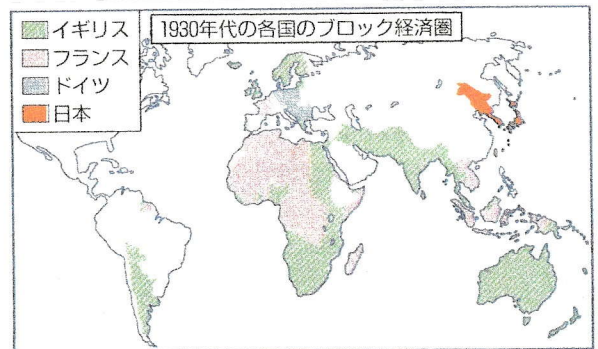 1930年代の各国のブロック経済圏
イギリス
フランス
ドイツ
日本